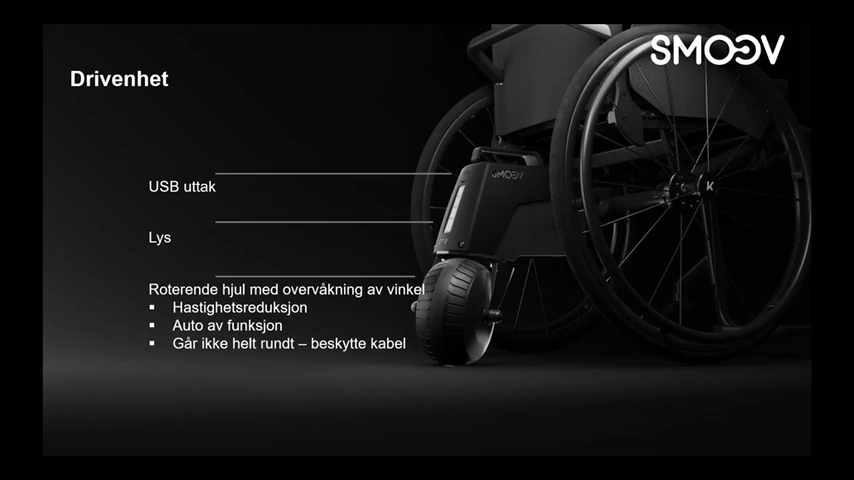 SMOOV
Drivenhet
SMOOV
USB uttak
Lys
K
Roterende hjul med overvåkning av vinkel
▪ Hastighetsreduksjon
▪ Auto av funksjon
▪ Går ikke helt rundt – beskytte kabel